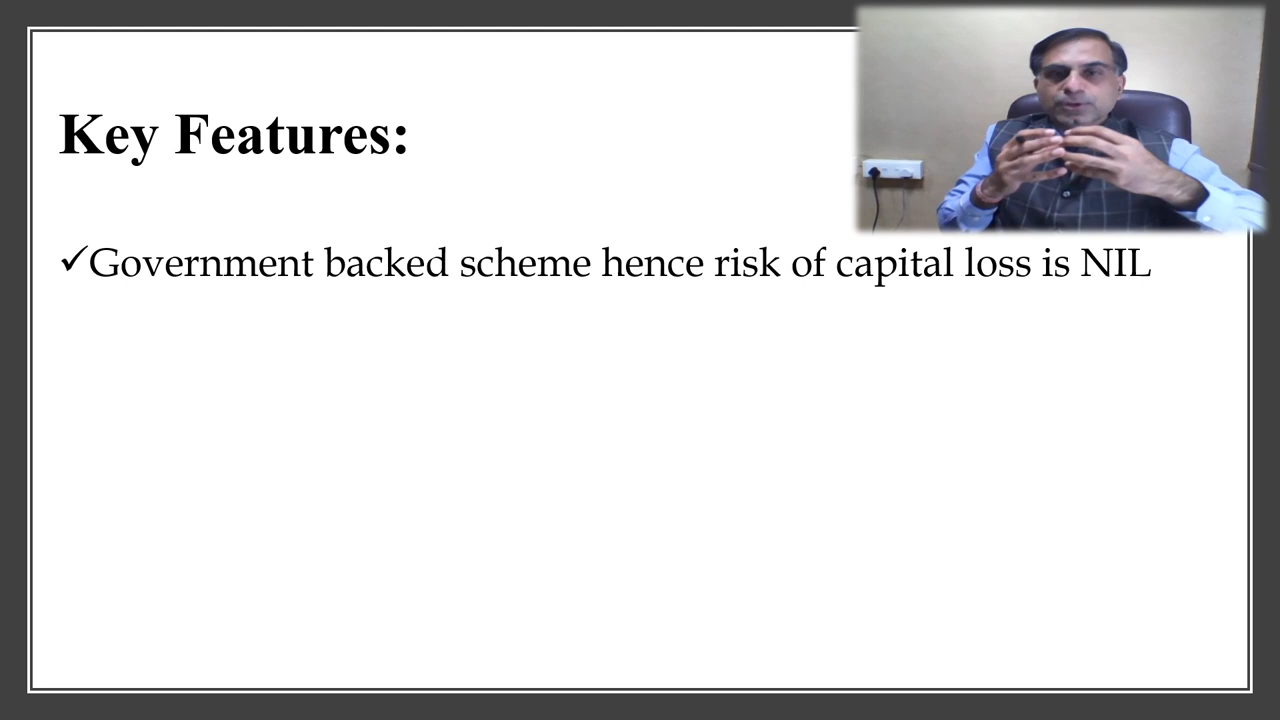 Key Features:
✓Government backed scheme hence risk of capital loss is NIL